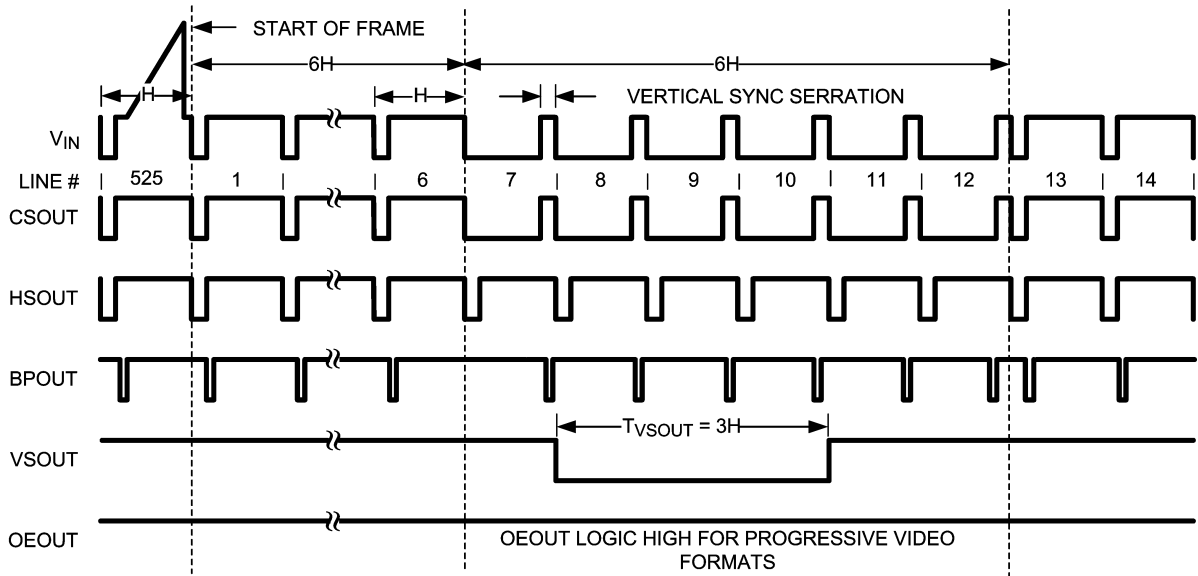 START OF FRAME
6H
6H
H
H
VERTICAL SYNC SERRATION
VIN
LINE # | 525 | 1 | | 6 | 7 | 8 | 9 | 10 | 11 | 12 | 13 | 14 |
CSOUT
HSOUT
BPOUT
TVSOUT = 3H
VSOUT
OEOUT
OEOUT LOGIC HIGH FOR PROGRESSIVE VIDEO
FORMATS